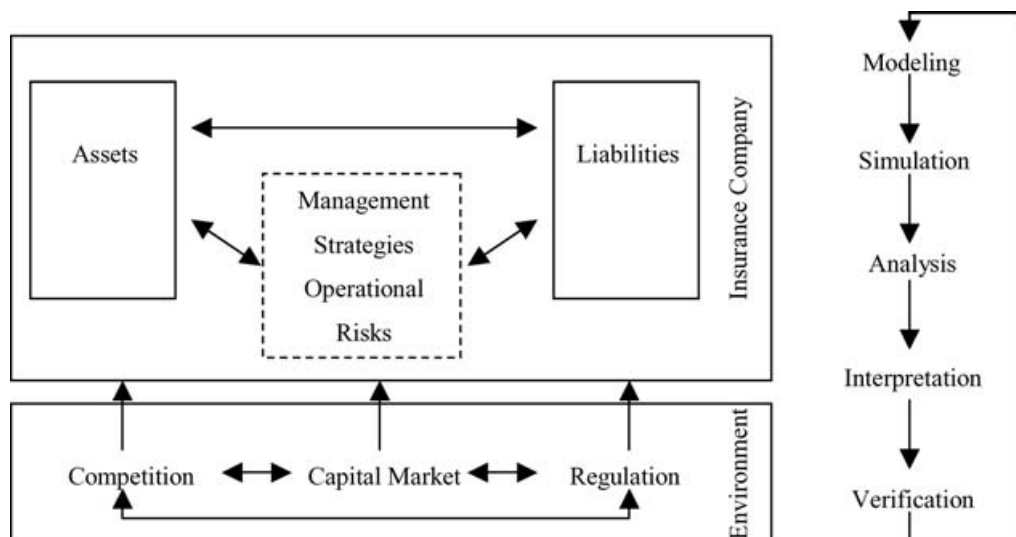 Assets
Liabilities
Management
Strategies
Operational
Risks
Insurance Company
Competition
Capital Market
Regulation
Environment
Modeling
Simulation
Analysis
Interpretation
Verification